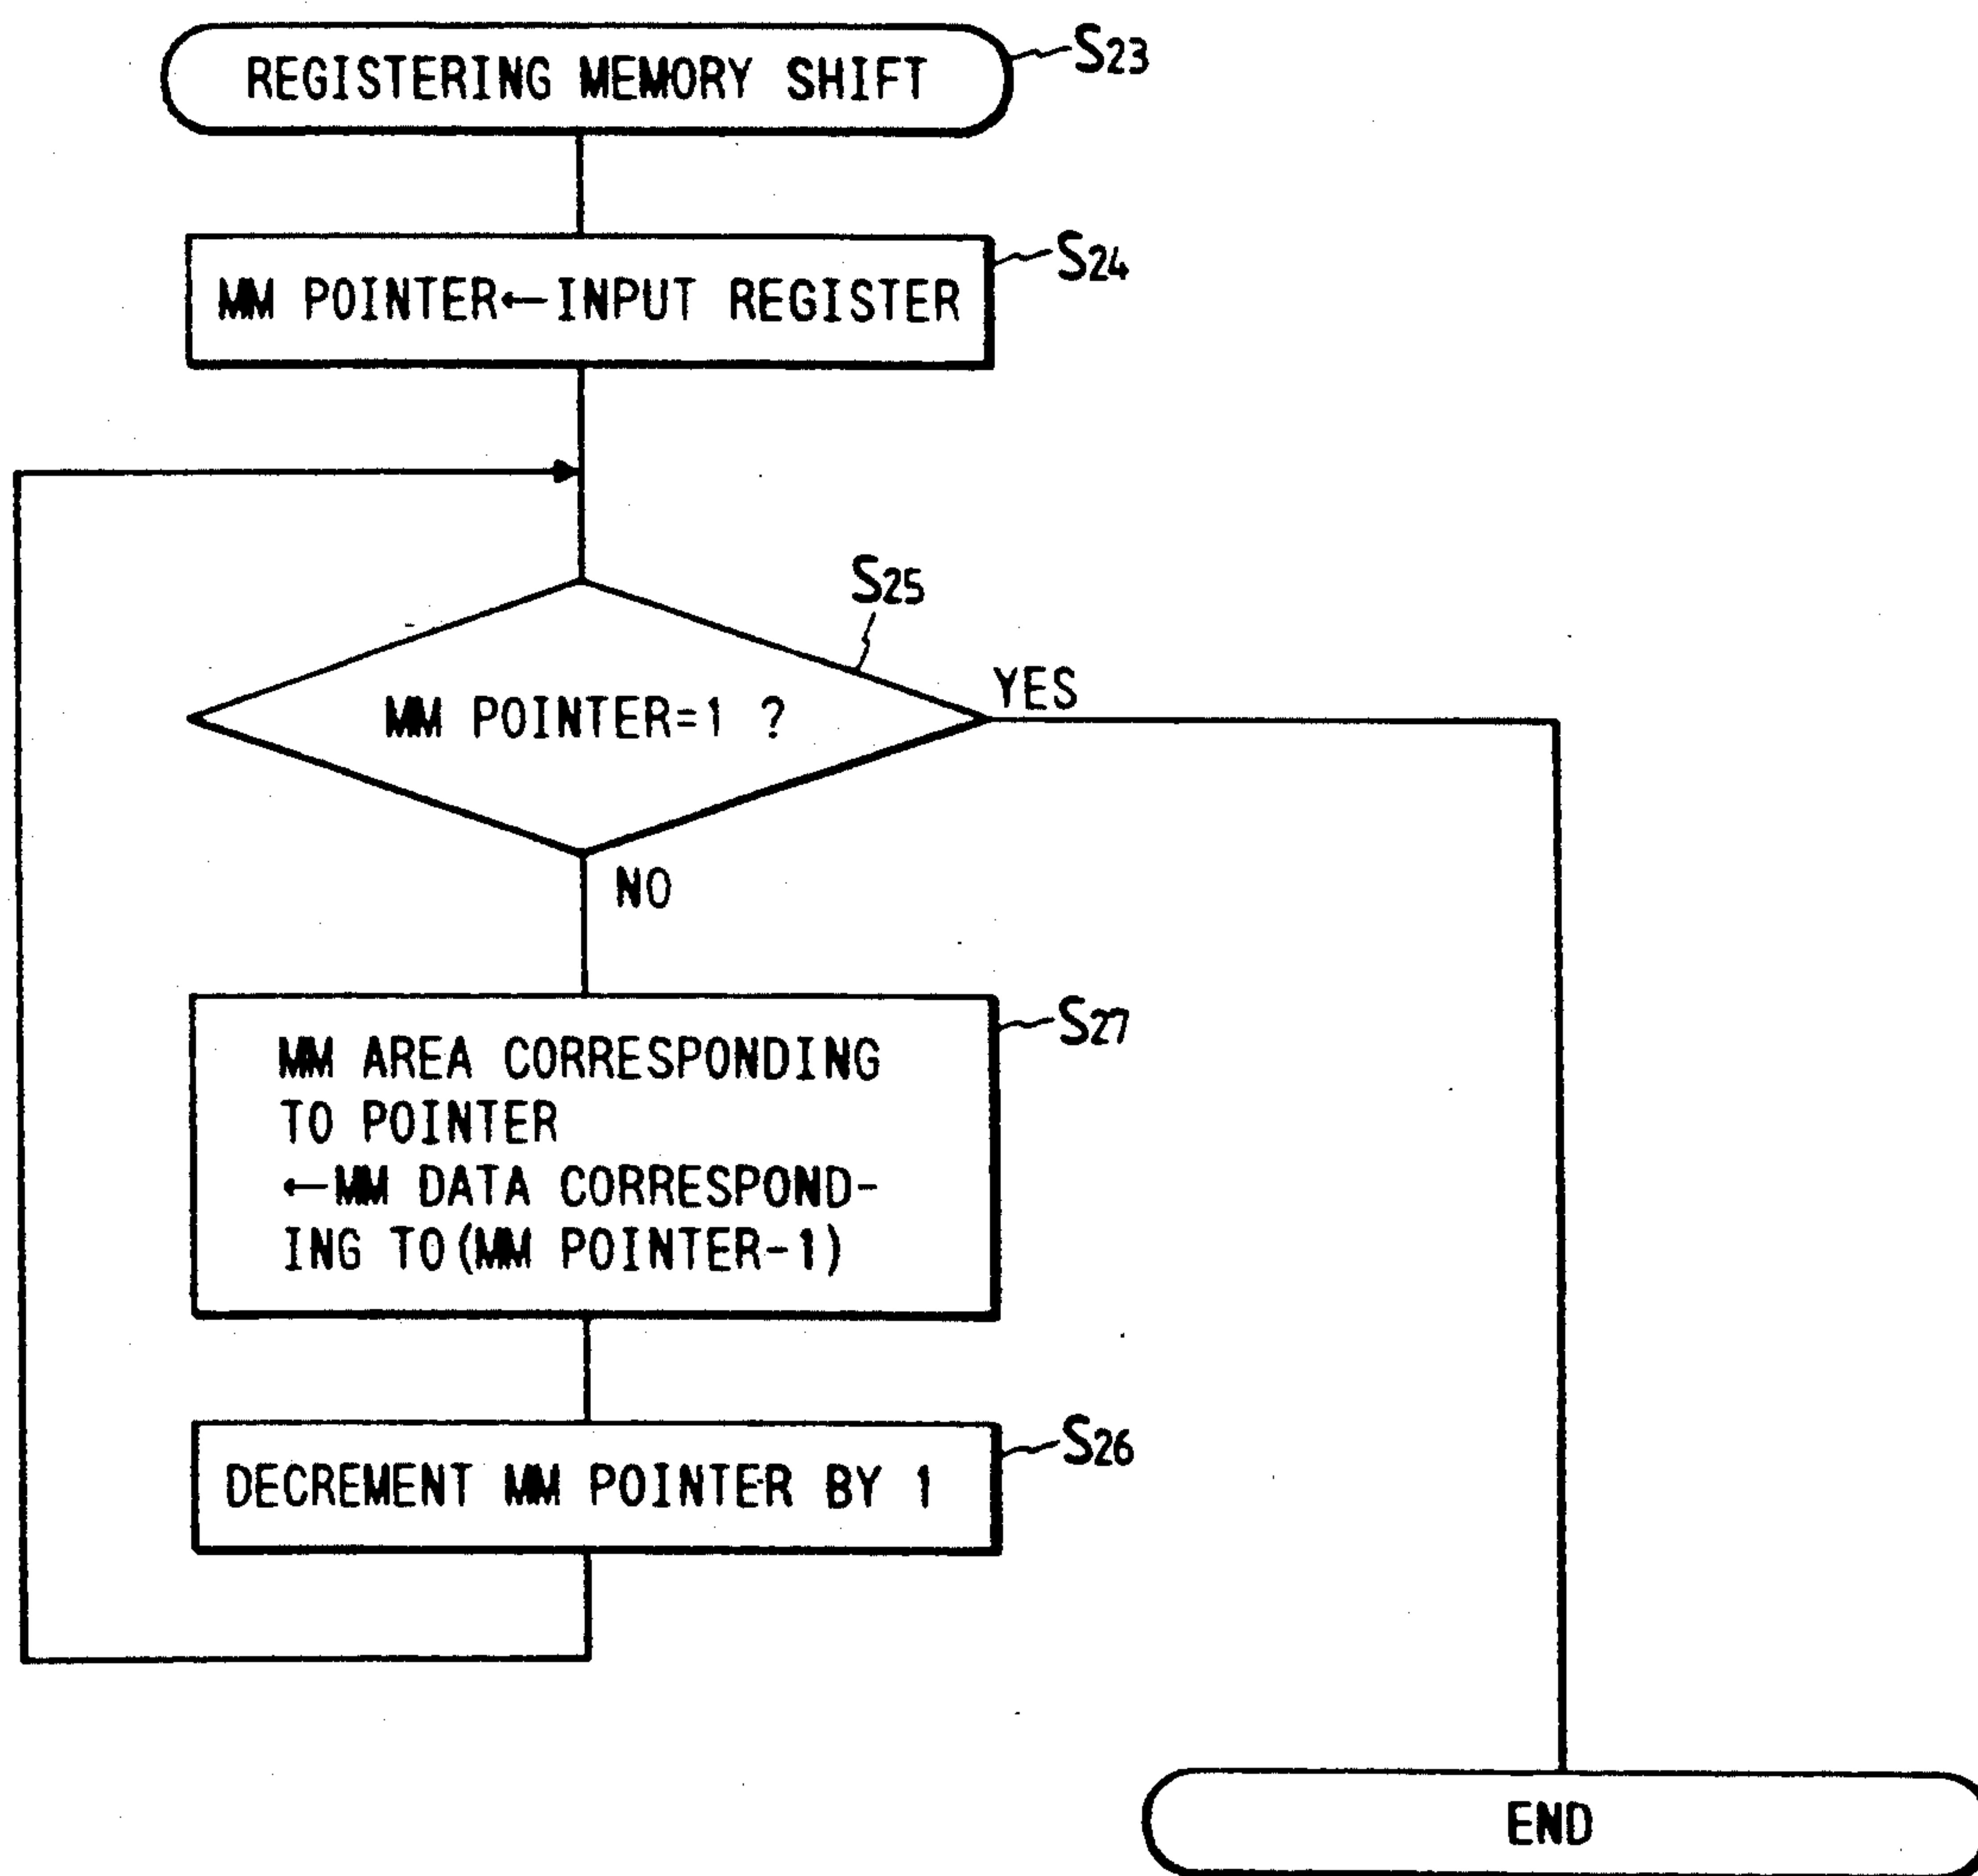 REGISTERING MEMORY SHIFT
S23
MM POINTER←INPUT REGISTER
S24
S25
MM POINTER=1 ?
YES
NO
MM AREA CORRESPONDING
TO POINTER
←MM DATA CORRESPOND-
ING TO(MM POINTER-1)
S27
DECREMENT MM POINTER BY 1
S26
END